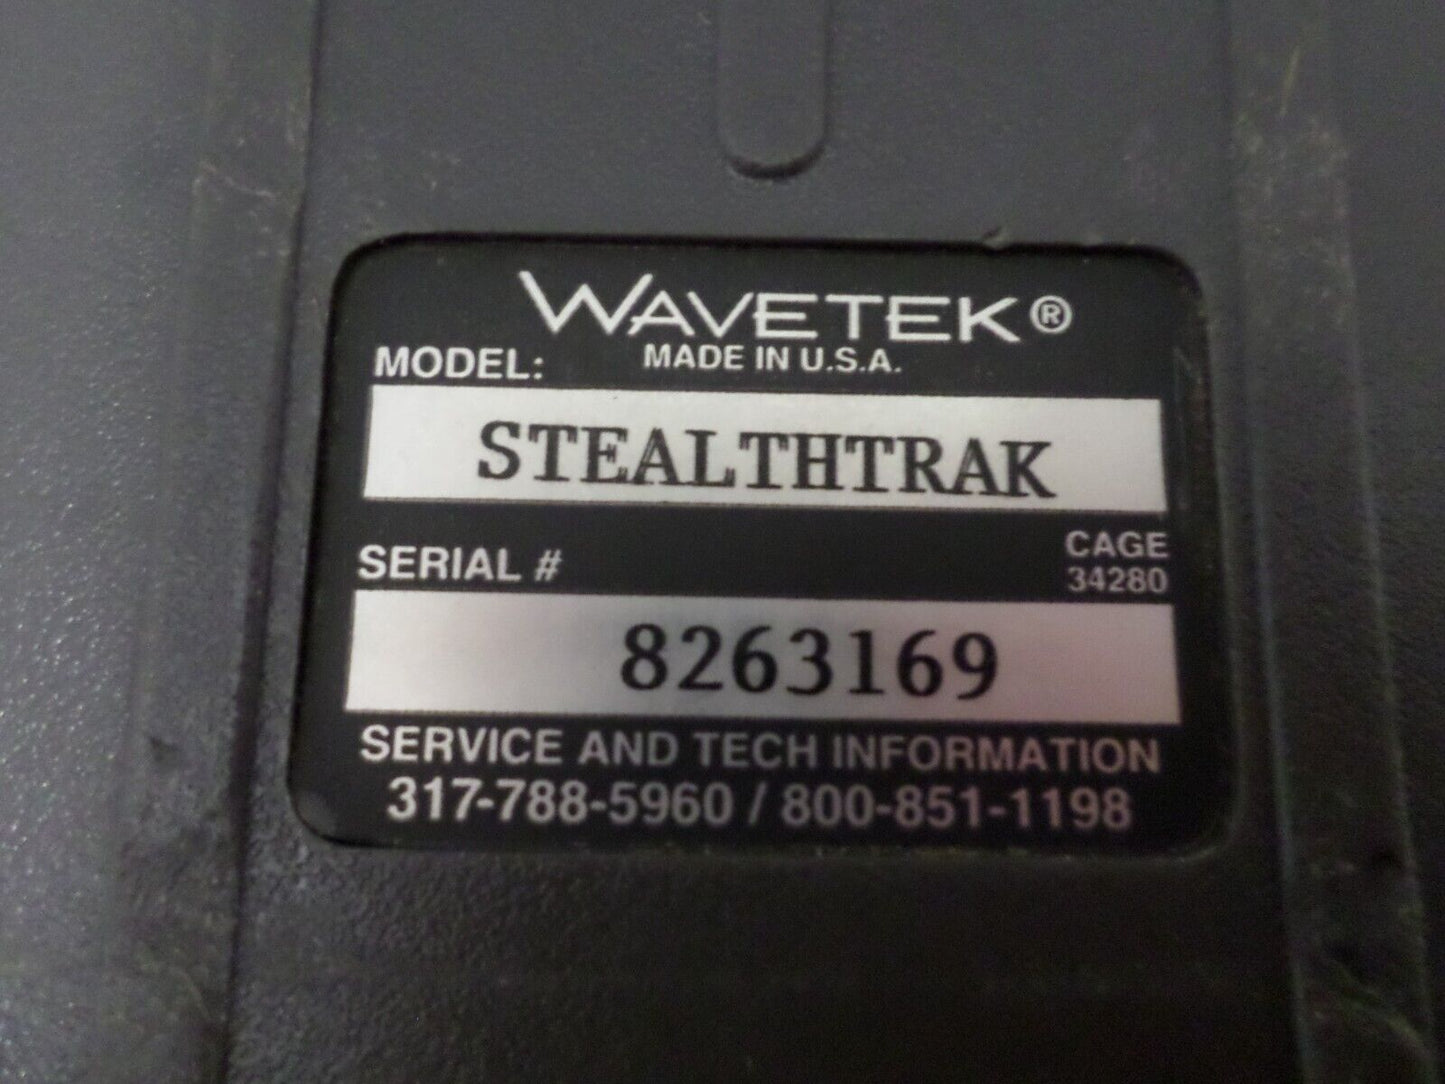 WAVETEK®
MADE IN U.S.A.
MODEL:
STEALTHTRAK
SERIAL #
CAGE
34280
8263169
SERVICE AND TECH INFORMATION
317-788-5960 / 800-851-1198